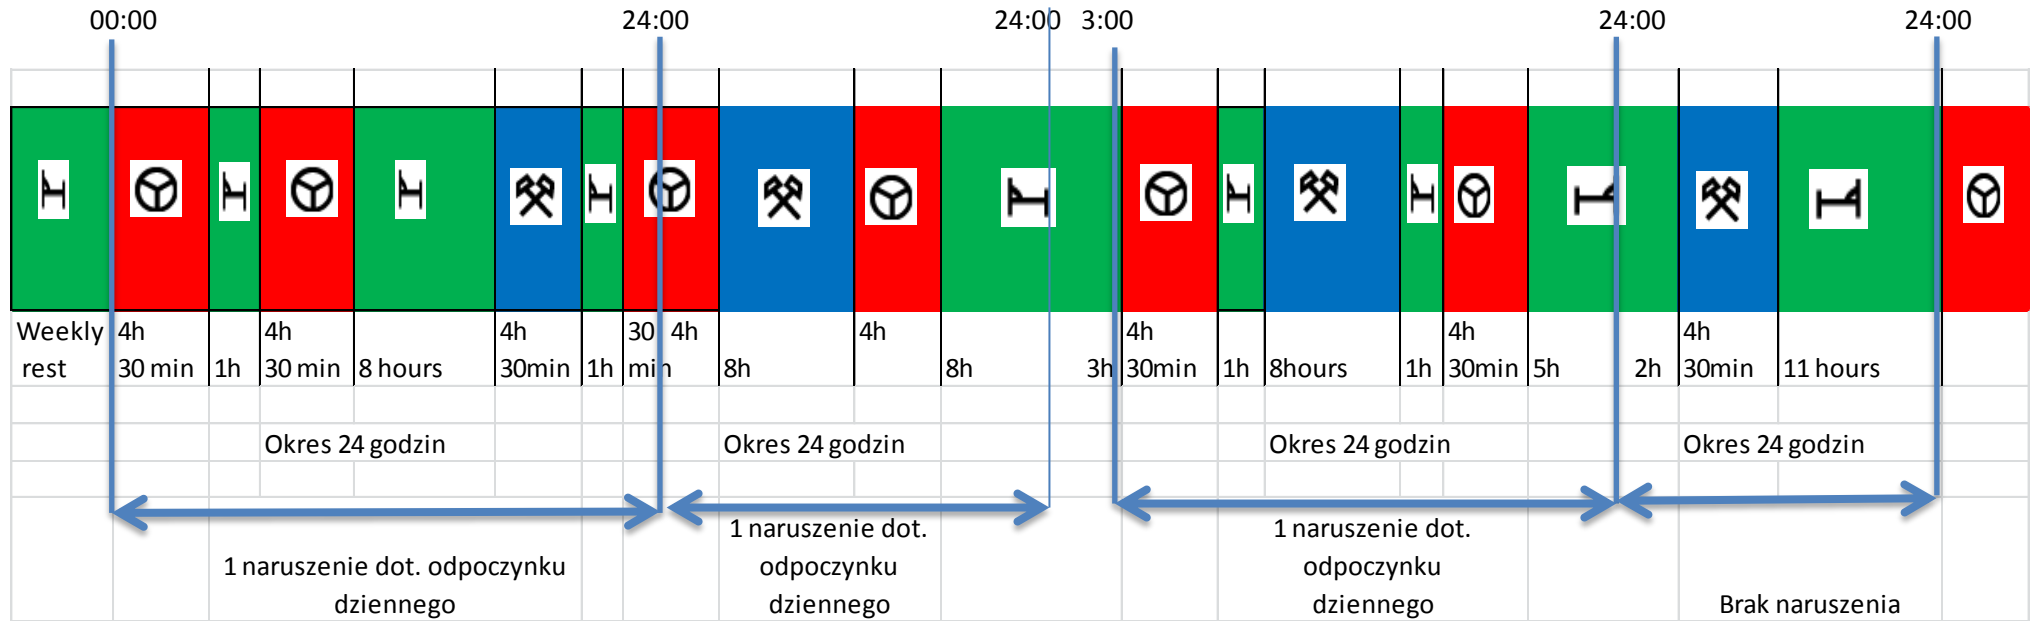 00:00 24:00 24:00 3:00 24:00 24:00
Weekly 4h 4h 4h 30 4h 4h 4h 4h 4h
rest 30 min 1h 30 min 8 hours 30min 1h min 8h 8h 3h 30min 1h 8hours 1h 30min 5h 2h 30min 11 hours
Okres 24 godzin Okres 24 godzin Okres 24 godzin Okres 24 godzin
1 naruszenie dot. odpoczynku
dziennego
1 naruszenie dot.
odpoczynku
dziennego
1 naruszenie dot.
odpoczynku
dziennego
Brak naruszenia